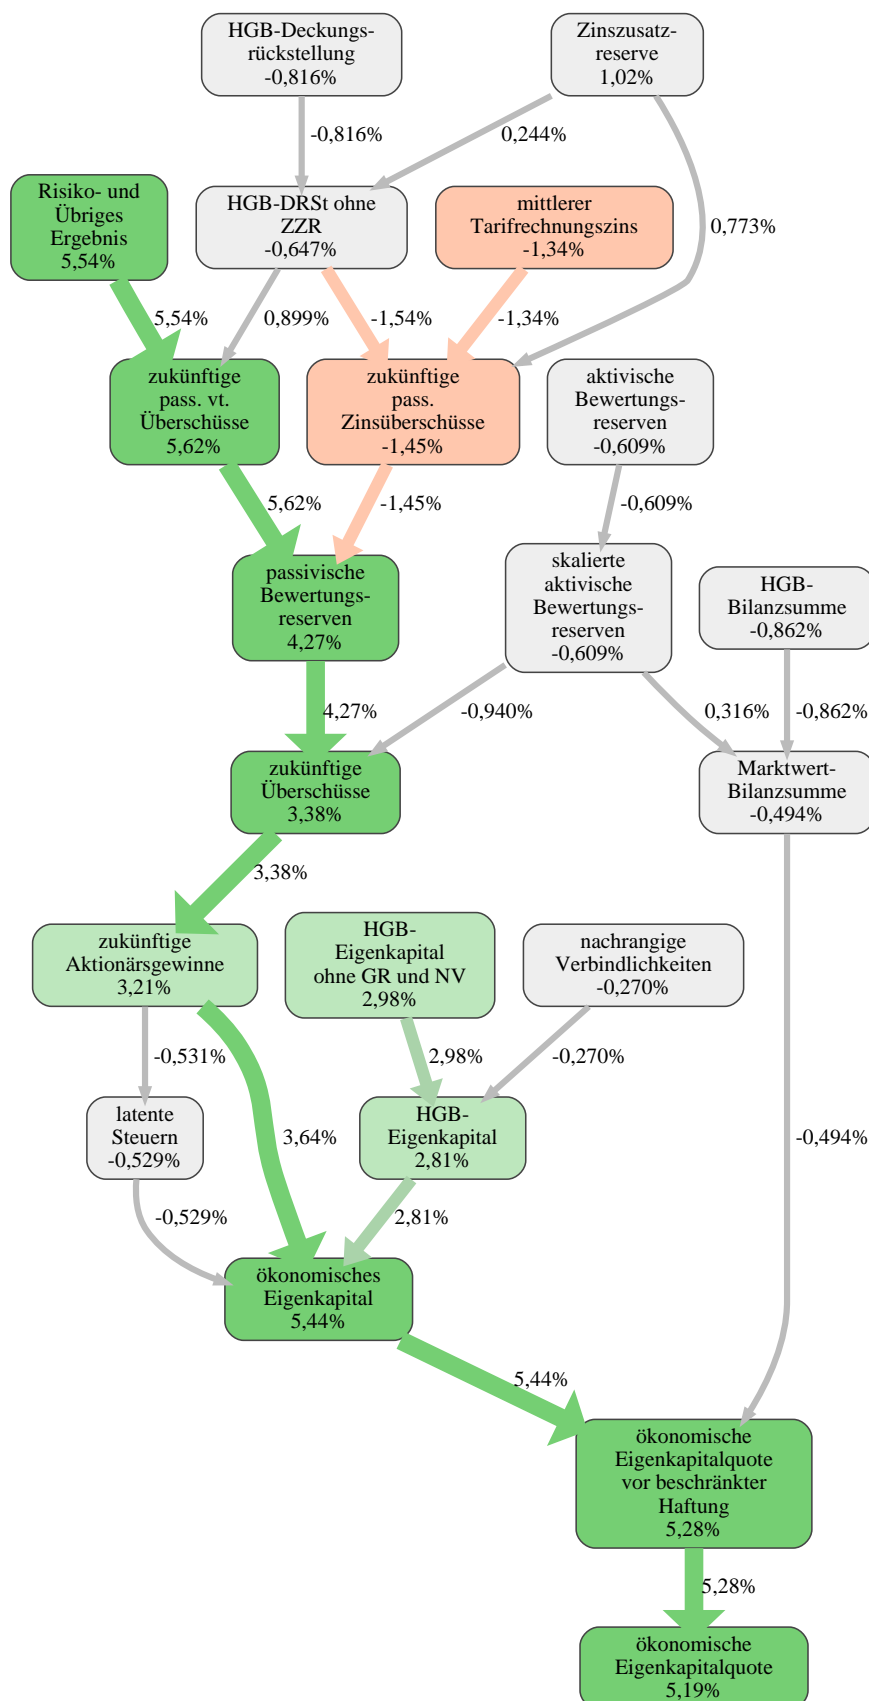 HGB-Deckungs-
rückstellung
-0,816%
Zinszusatz-
reserve
1,02%
-0,816%
0,244%
Risiko- und
Übriges
Ergebnis
5,54%
HGB-DRSt ohne
ZZR
-0,647%
mittlerer
Tarifrechnungszins
-1,34%
0,773%
5,54%
0,899%
-1,54%
-1,34%
zukünftige
pass. vt.
Überschüsse
5,62%
zukünftige
pass.
Zinsüberschüsse
-1,45%
aktivische
Bewertungs-
reserven
-0,609%
5,62%
-1,45%
-0,609%
passivische
Bewertungs-
reserven
4,27%
skalierte
aktivische
Bewertungs-
reserven
-0,609%
HGB-
Bilanzsumme
-0,862%
4,27%
-0,940%
0,316%
-0,862%
zukünftige
Überschüsse
3,38%
Marktwert-
Bilanzsumme
-0,494%
3,38%
zukünftige
Aktionärsgewinne
3,21%
HGB-
Eigenkapital
ohne GR und NV
2,98%
nachrangige
Verbindlichkeiten
-0,270%
-0,531%
2,98%
-0,270%
latente
Steuern
-0,529%
3,64%
HGB-
Eigenkapital
2,81%
-0,494%
-0,529%
2,81%
ökonomisches
Eigenkapital
5,44%
5,44%
ökonomische
Eigenkapitalquote
vor beschränkter
Haftung
5,28%
5,28%
ökonomische
Eigenkapitalquote
5,19%